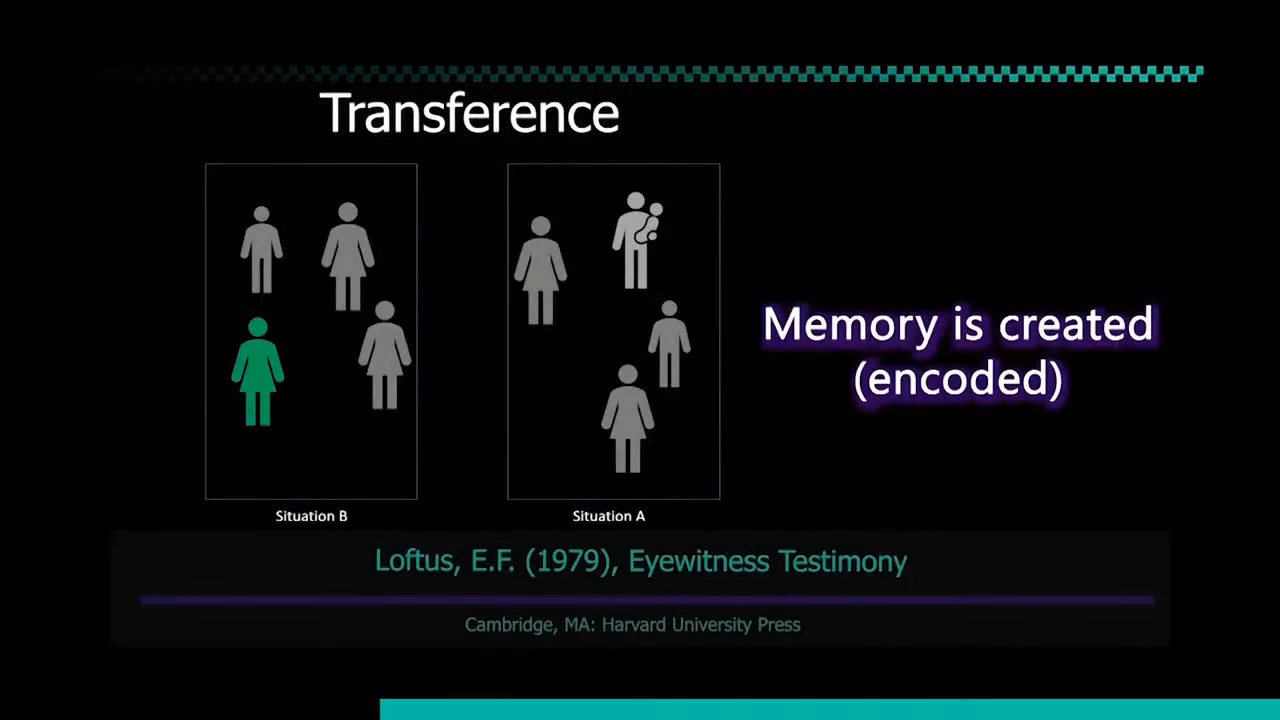 Transference
Memory is created
(encoded)
Situation B
Situation A
Loftus, E.F. (1979), Eyewitness Testimony
Cambridge, MA: Harvard University Press